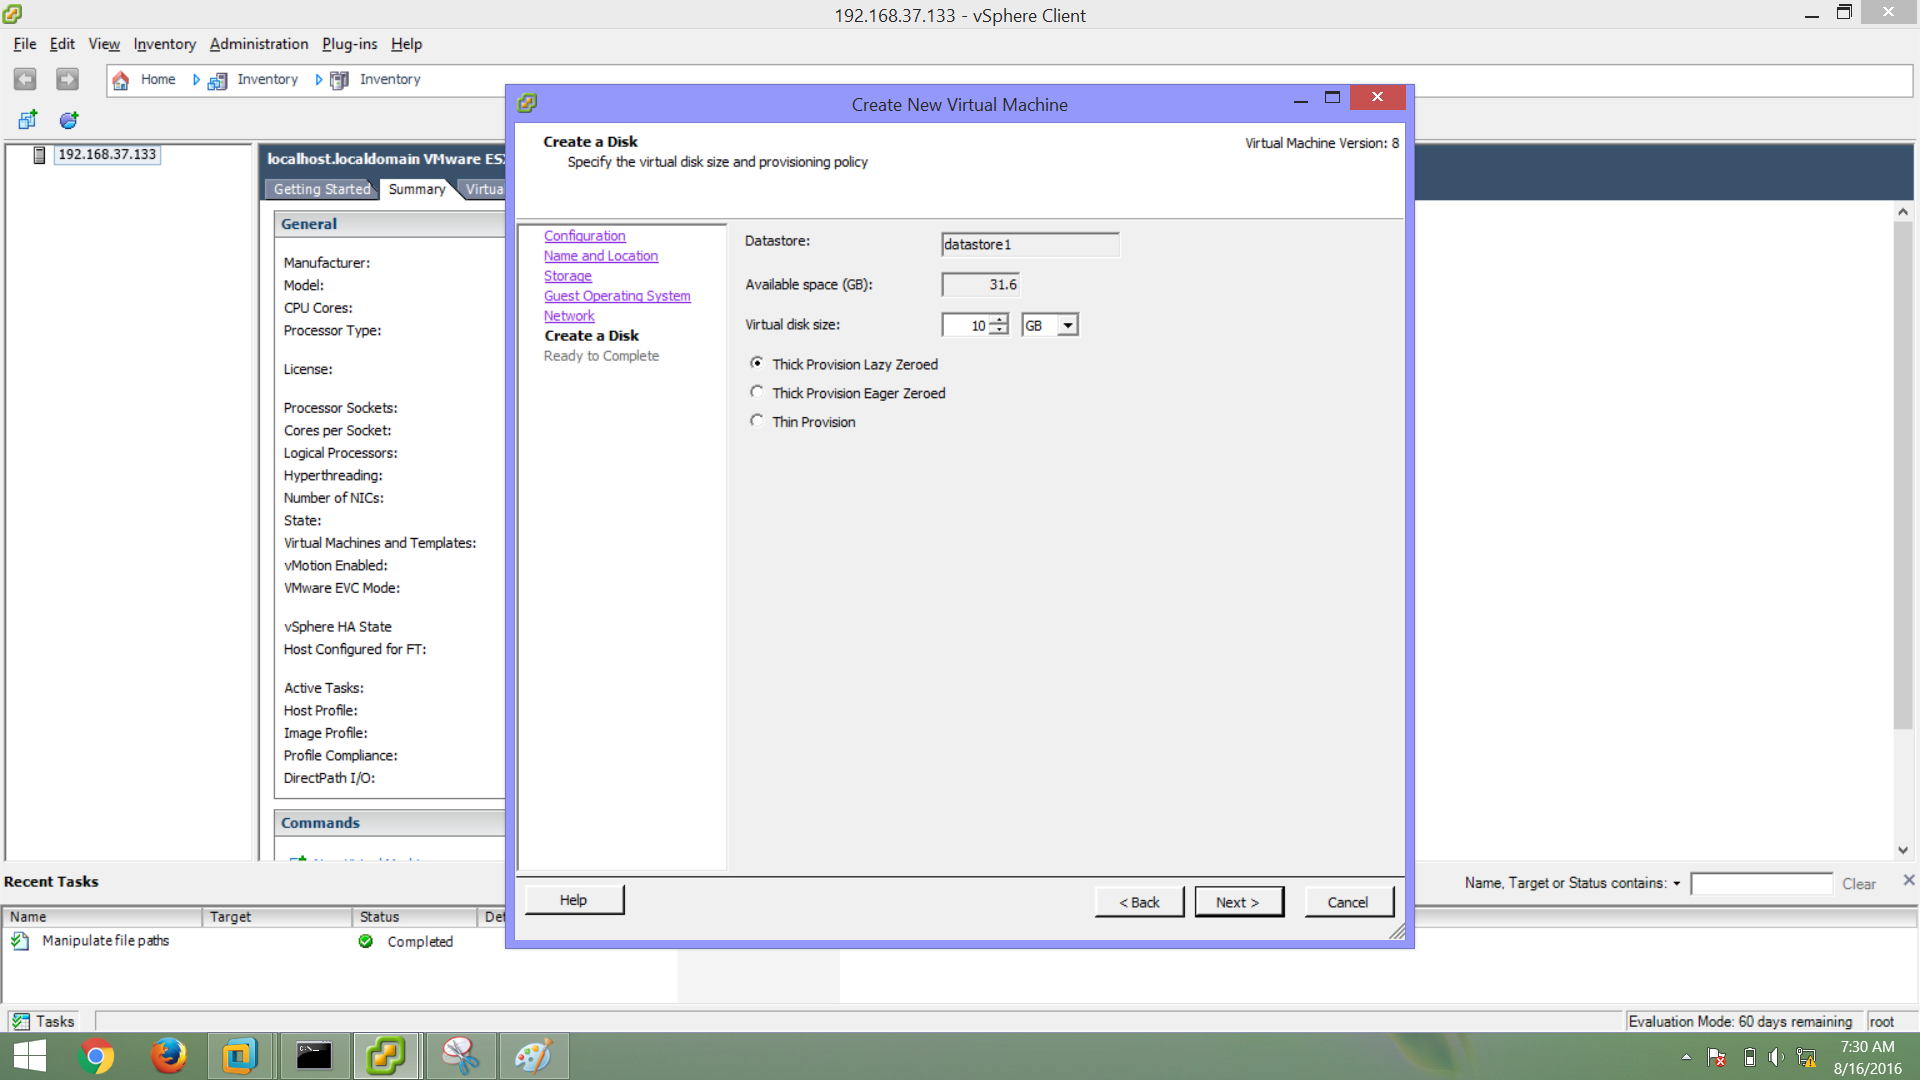 192.168.37.133 - vSphere Client
File Edit View Inventory Administration Plug-ins Help
Home Inventory Inventory
192.168.37.133
localhost.localdomain VMware
Getting Started Summary
General
Manufacturer:
Model:
CPU Cores:
Processor Type:
License:
Processor Sockets:
Cores per Socket:
Logical Processors:
Hyperthreading:
Number of NICs:
State:
Virtual Machines and Templates:
vMotion Enabled:
VMware EVC Mode:
vSphere HA State
Host Configured for FT:
Active Tasks:
Host Profile:
Image Profile:
Profile Compliance:
DirectPath I/O:
Commands
Create New Virtual Machine
Create a Disk
Specify the virtual disk size and provisioning policy
Virtual Machine Version: 8
Configuration
Name and Location
Storage
Guest Operating System
Network
Create a Disk
Ready to Complete
Datastore: datastore1
Available space (GB): 31.6
Virtual disk size: 10 GB
Thick Provision Lazy Zeroed
Thick Provision Eager Zeroed
Thin Provision
Help < Back Next > Cancel
Recent Tasks
Name, Target or Status contains: Clear
Name Target Status
Manipulate file paths Completed
Tasks
Evaluation Mode: 60 days remaining root
7:30 AM
8/16/2016